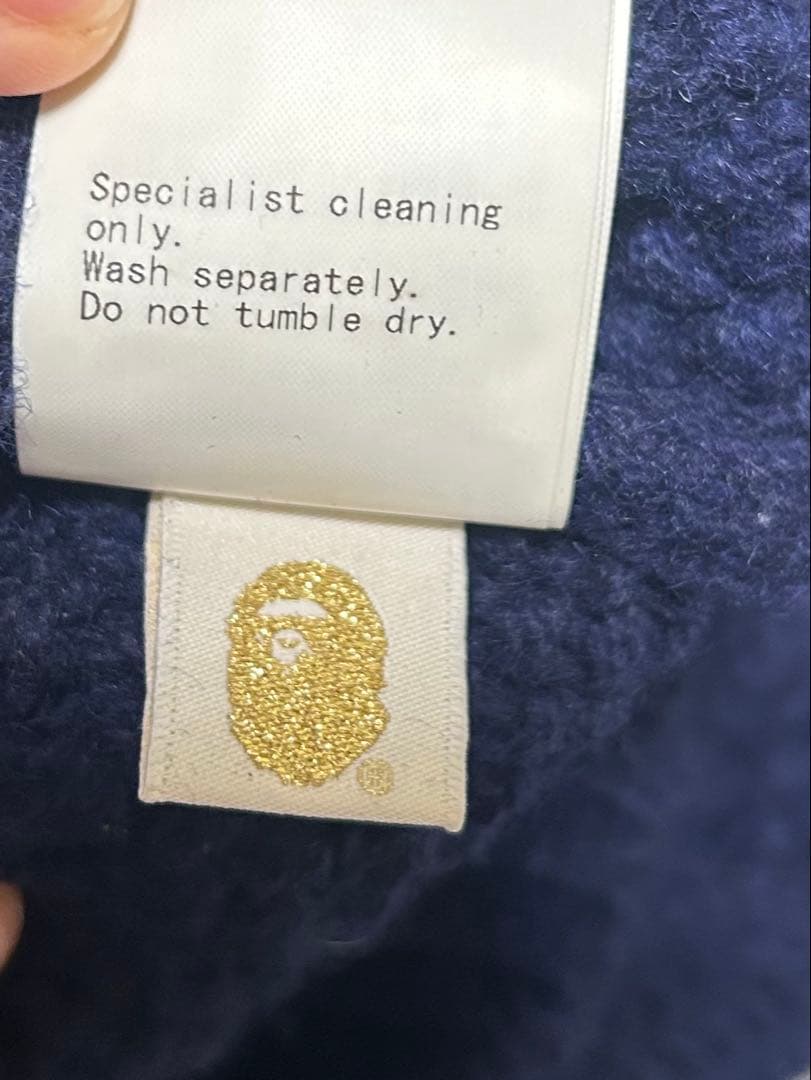 Specialist cleaning
only.
Wash separately.
Do not tumble dry.